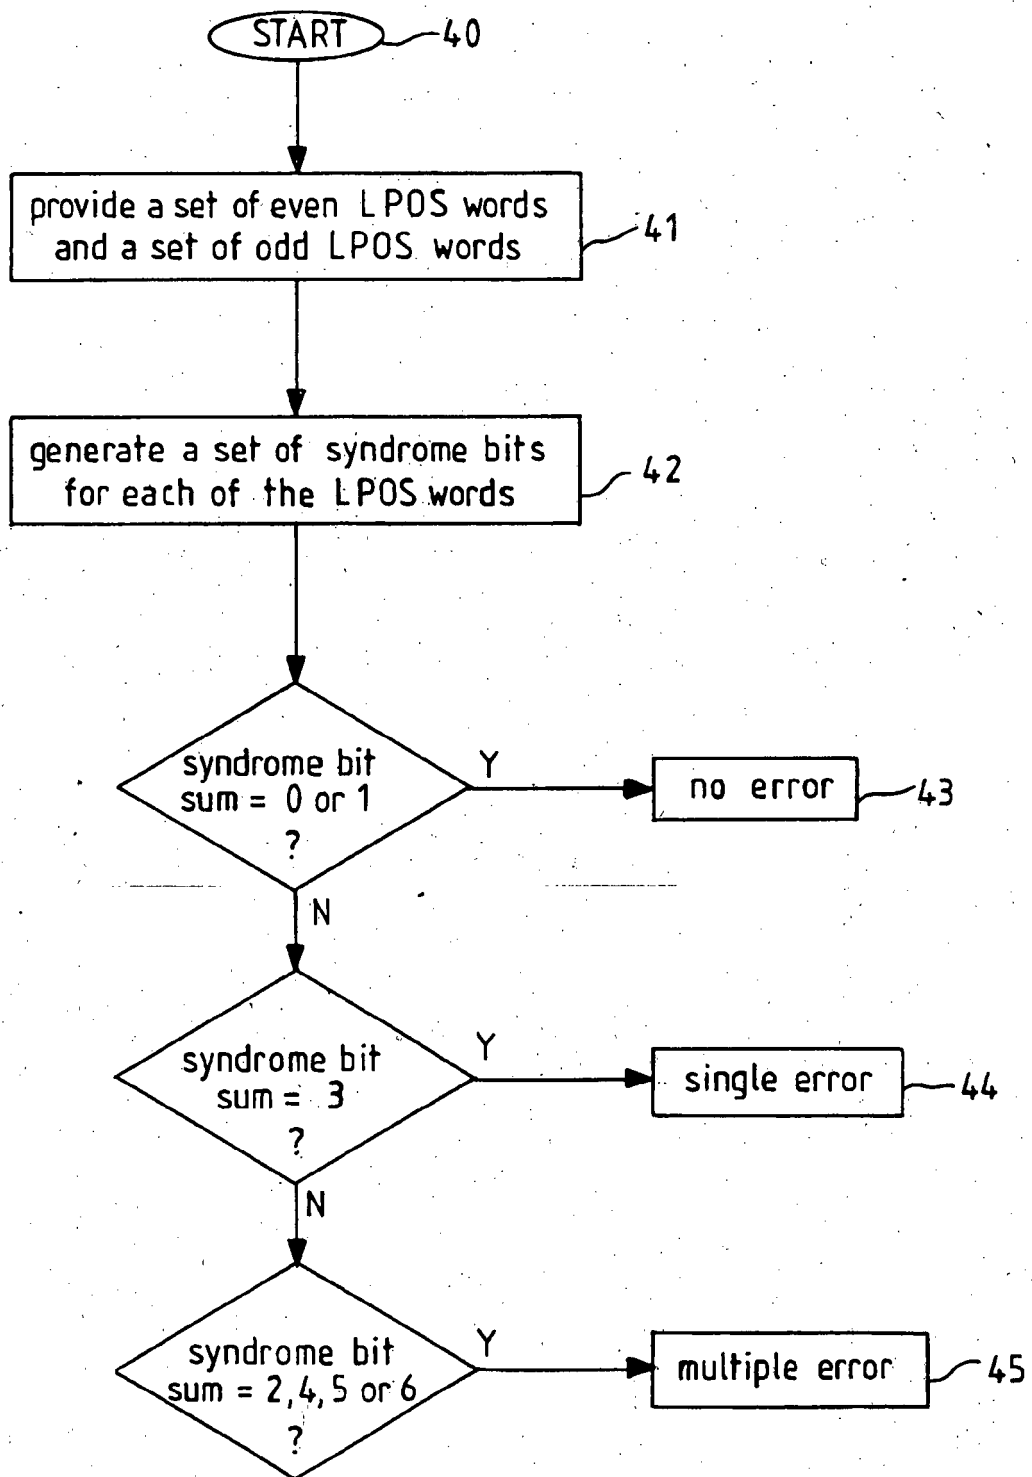 START
40
provide a set of even LPOS words
and a set of odd LPOS words
41
generate a set of syndrome bits
for each of the LPOS words
42
syndrome bit
sum = 0 or 1
?
Y
no error
43
N
syndrome bit
sum = 3
?
Y
single error
44
N
syndrome bit
sum = 2,4,5 or 6
?
Y
multiple error
45